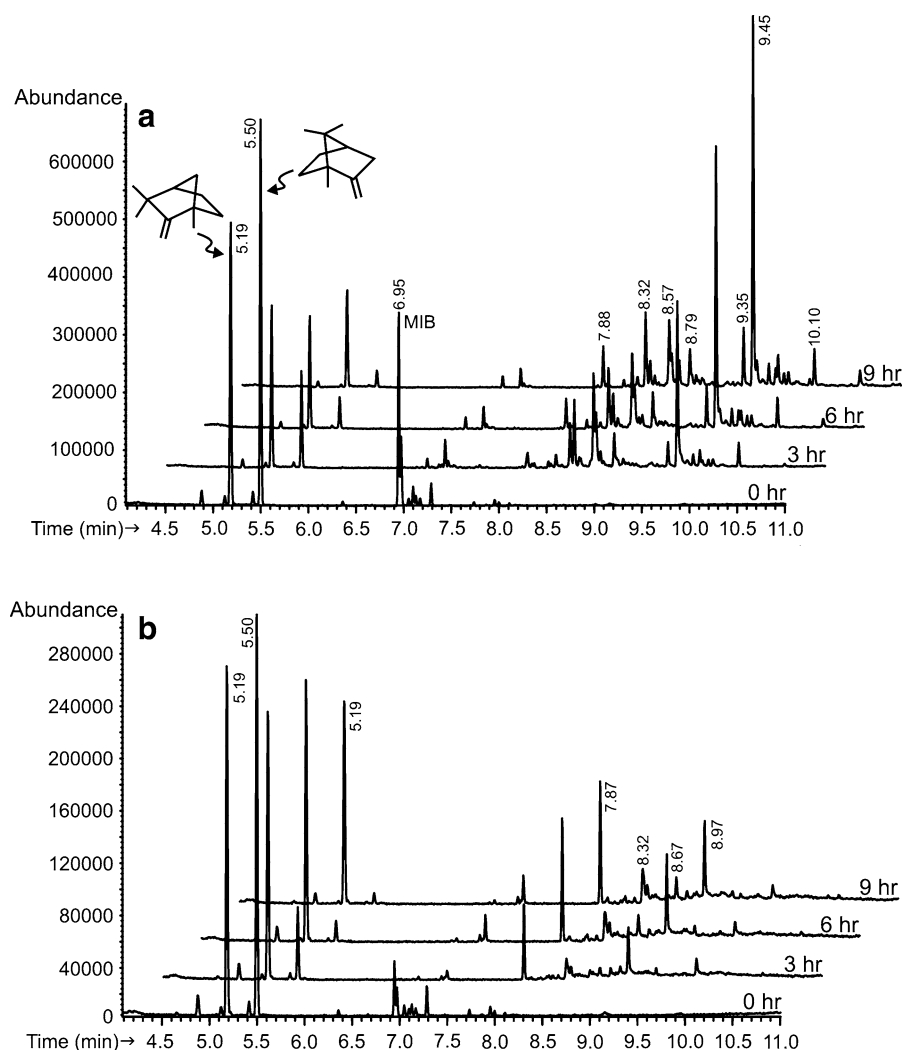 Abundance
a
600000
500000
400000
300000
200000
100000
0
5.19
5.50
6.95
MIB
7.88
8.32
8.57
8.79
9.35
9.45
10.10
9 hr
6 hr
3 hr
0 hr
Time (min)→ 4.5 5.0 5.5 6.0 6.5 7.0 7.5 8.0 8.5 9.0 9.5 10.0 10.5 11.0
Abundance
b
280000
240000
200000
160000
120000
80000
40000
0
5.19
5.50
5.19
7.87
8.32
8.67
8.97
9 hr
6 hr
3 hr
0 hr
Time (min)→ 4.5 5.0 5.5 6.0 6.5 7.0 7.5 8.0 8.5 9.0 9.5 10.0 10.5 11.0